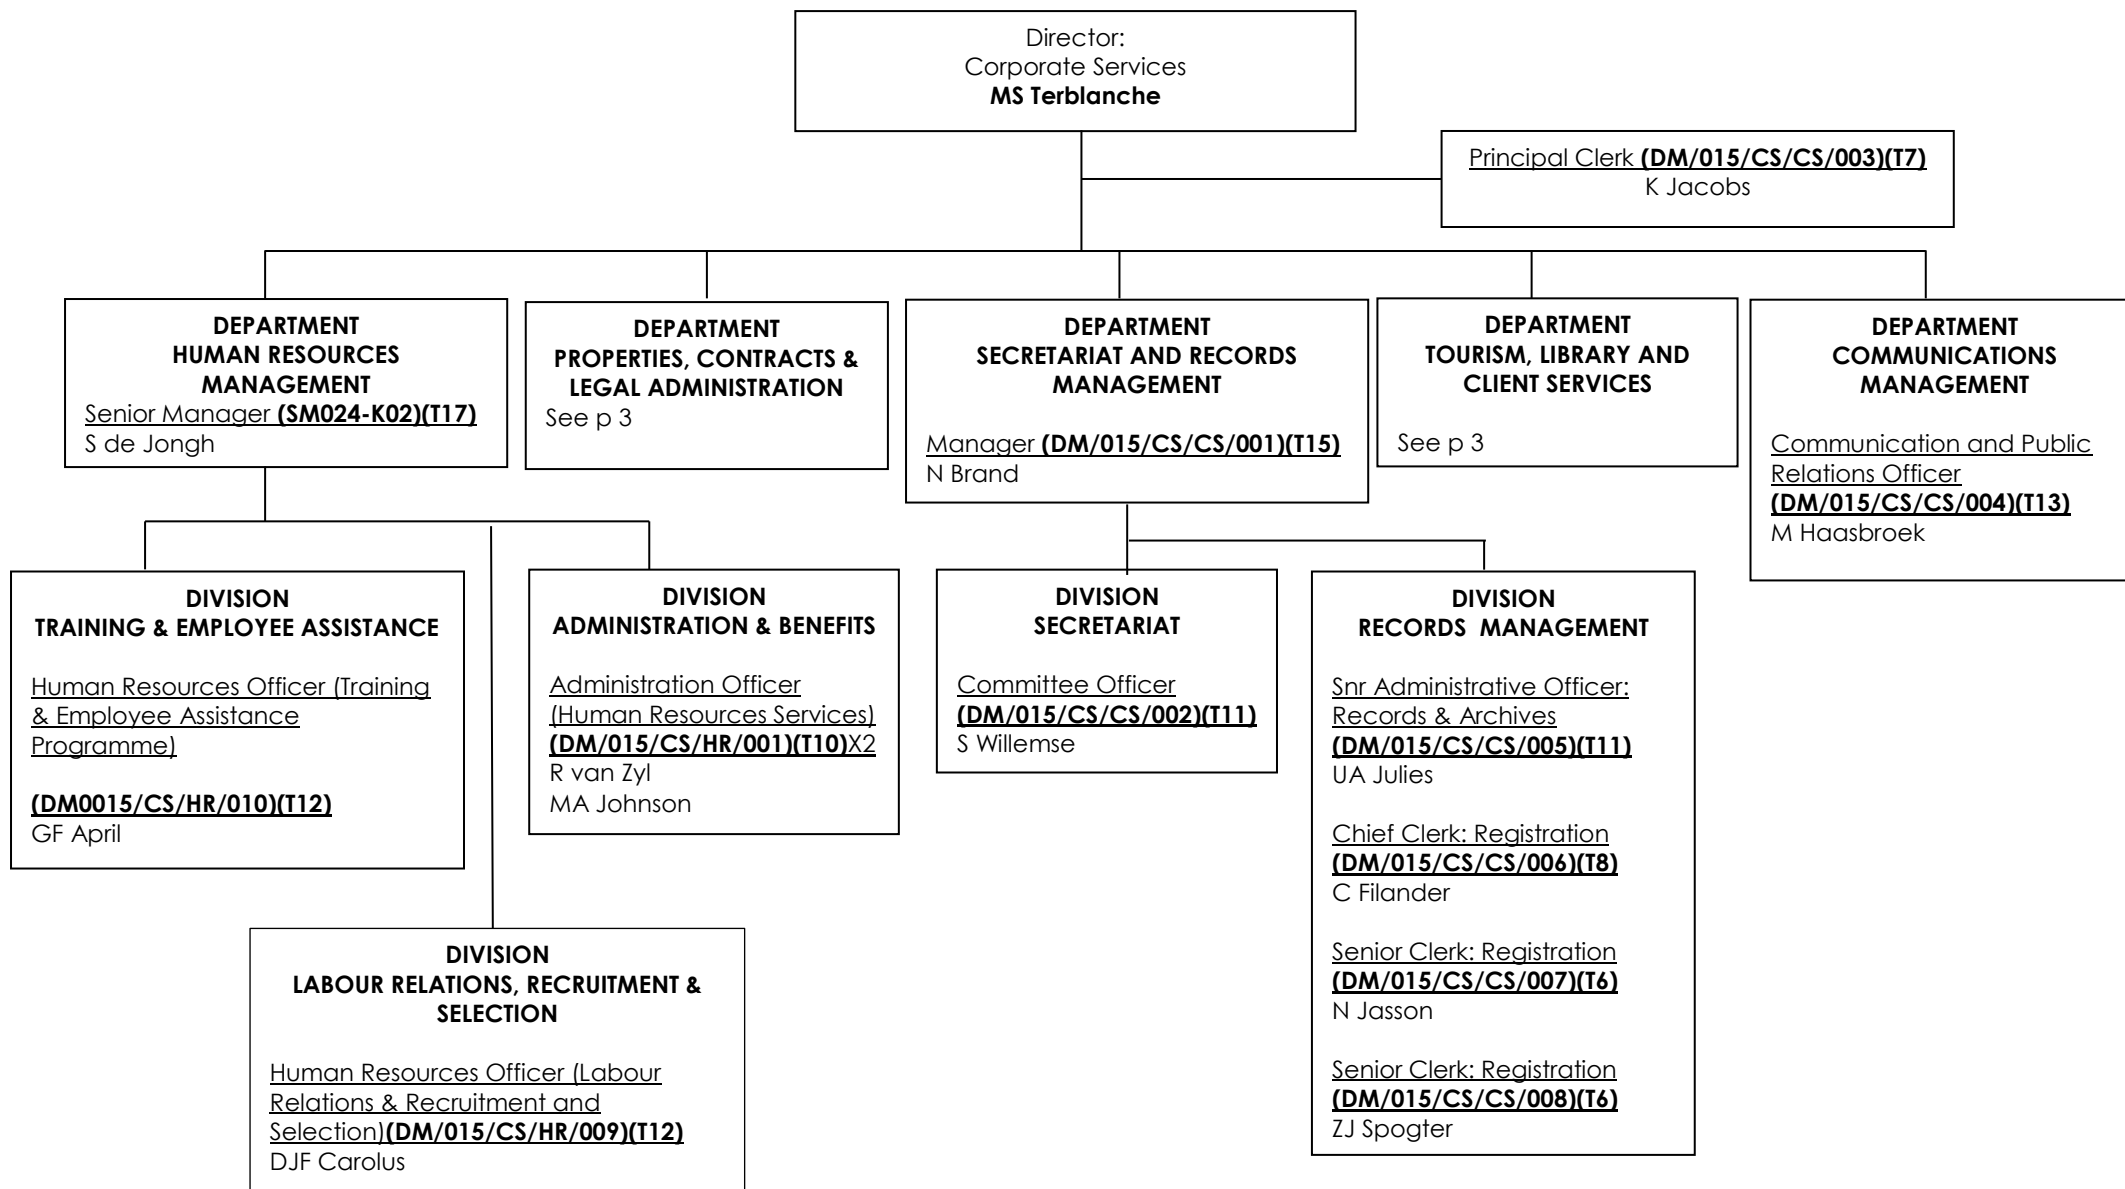 Director:
Corporate Services
MS Terblanche
Principal Clerk (DM/015/CS/CS/003)(T7)
K Jacobs
DEPARTMENT
HUMAN RESOURCES
MANAGEMENT
Senior Manager (SM024-K02)(T17)
S de Jongh
DEPARTMENT
PROPERTIES, CONTRACTS &
LEGAL ADMINISTRATION
See p 3
DEPARTMENT
SECRETARIAT AND RECORDS
MANAGEMENT
Manager (DM/015/CS/CS/001)(T15)
N Brand
DEPARTMENT
TOURISM, LIBRARY AND
CLIENT SERVICES
See p 3
DEPARTMENT
COMMUNICATIONS
MANAGEMENT
Communication and Public
Relations Officer
(DM/015/CS/CS/004)(T13)
M Haasbroek
DIVISION
TRAINING & EMPLOYEE ASSISTANCE
Human Resources Officer (Training
& Employee Assistance
Programme)
(DM0015/CS/HR/010)(T12)
GF April
DIVISION
ADMINISTRATION & BENEFITS
Administration Officer
(Human Resources Services)
(DM/015/CS/HR/001)(T10)X2
R van Zyl
MA Johnson
DIVISION
SECRETARIAT
Committee Officer
(DM/015/CS/CS/002)(T11)
S Willemse
DIVISION
RECORDS  MANAGEMENT
Snr Administrative Officer:
Records & Archives
(DM/015/CS/CS/005)(T11)
UA Julies
Chief Clerk: Registration
(DM/015/CS/CS/006)(T8)
C Filander
Senior Clerk: Registration
(DM/015/CS/CS/007)(T6)
N Jasson
Senior Clerk: Registration
(DM/015/CS/CS/008)(T6)
ZJ Spogter
DIVISION
LABOUR RELATIONS, RECRUITMENT &
SELECTION
Human Resources Officer (Labour
Relations & Recruitment and
Selection)(DM/015/CS/HR/009)(T12)
DJF Carolus